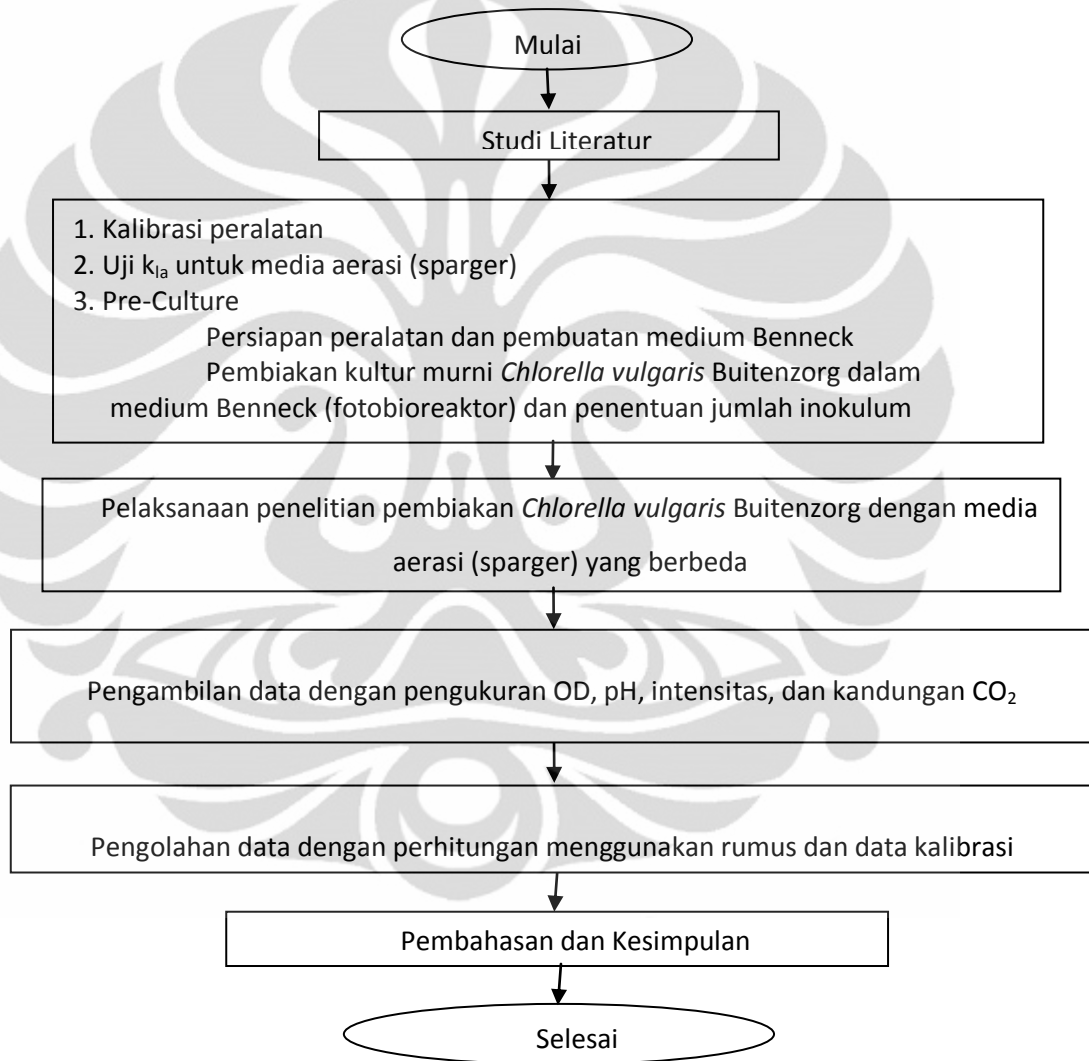 Mulai
Studi Literatur
1. Kalibrasi peralatan
2. Uji kla untuk media aerasi (sparger)
3. Pre-Culture
Persiapan peralatan dan pembuatan medium Benneck
Pembiakan kultur murni Chlorella vulgaris Buitenzorg dalam
medium Benneck (fotobioreaktor) dan penentuan jumlah inokulum
Pelaksanaan penelitian pembiakan Chlorella vulgaris Buitenzorg dengan media
aerasi (sparger) yang berbeda
Pengambilan data dengan pengukuran OD, pH, intensitas, dan kandungan CO₂
Pengolahan data dengan perhitungan menggunakan rumus dan data kalibrasi
Pembahasan dan Kesimpulan
Selesai